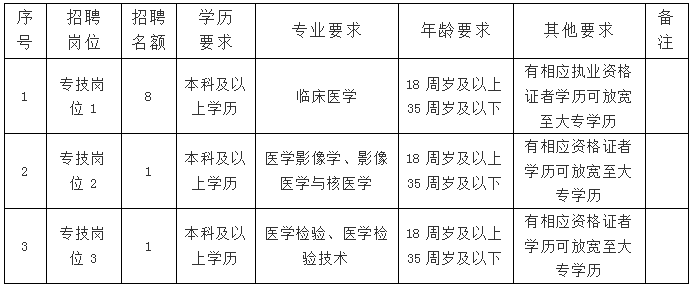 序号 招聘岗位 招聘名额 学历要求 专业要求 年龄要求 其他要求 备注
1 专技岗位 1 8 本科及以上学历 临床医学 18 周岁及以上 35 周岁及以下 有相应执业资格证者学历可放宽至大专学历
2 专技岗位 2 1 本科及以上学历 医学影像学、影像医学与核医学 18 周岁及以上 35 周岁及以下 有相应资格证者学历可放宽至大专学历
3 专技岗位 3 1 本科及以上学历 医学检验、医学检验技术 18 周岁及以上 35 周岁及以下 有相应资格证者学历可放宽至大专学历